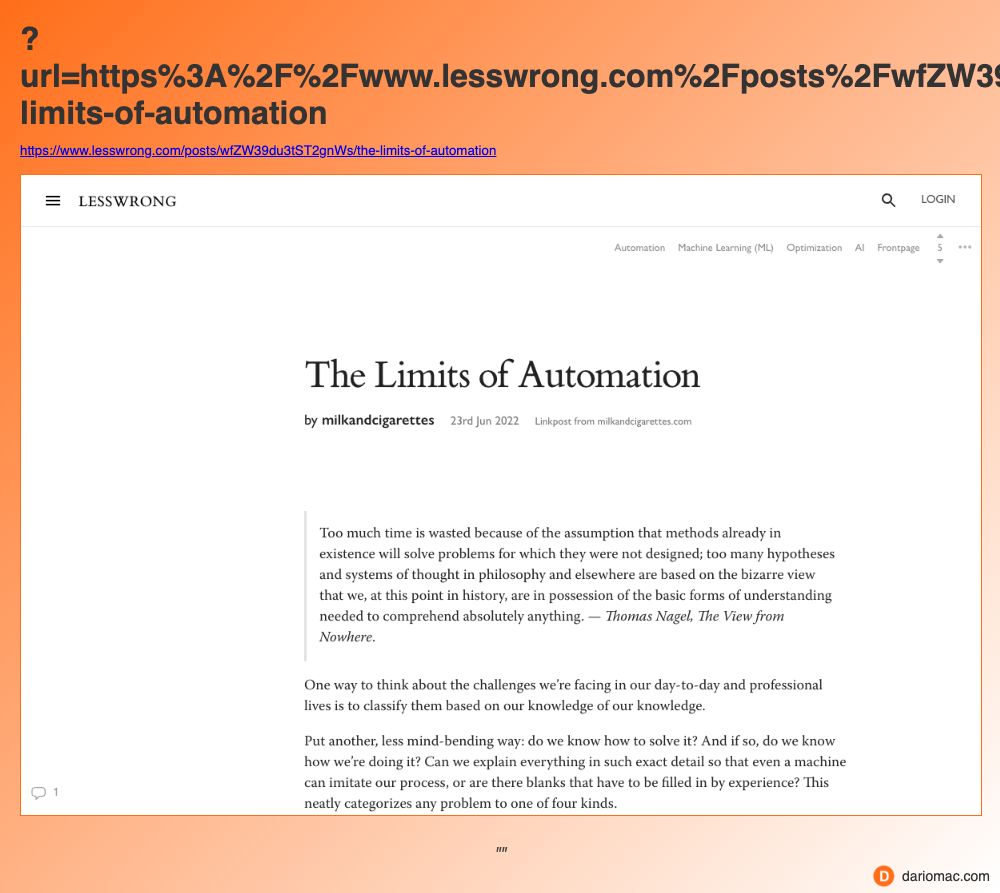 ?
url=https%3A%2F%2Fwww.lesswrong.com%2Fposts%2FwfZW39
limits-of-automation
https://www.lesswrong.com/posts/wfZW39du3tST2gnWs/the-limits-of-automation
LESSWRONG
LOGIN
Automation Machine Learning (ML) Optimization AI Frontpage 5
The Limits of Automation
by milkandcigarettes 23rd Jun 2022 Linkpost from milkandcigarettes.com
Too much time is wasted because of the assumption that methods already in
existence will solve problems for which they were not designed; too many hypotheses
and systems of thought in philosophy and elsewhere are based on the bizarre view
that we, at this point in history, are in possession of the basic forms of understanding
needed to comprehend absolutely anything. — Thomas Nagel, The View from
Nowhere.
One way to think about the challenges we’re facing in our day-to-day and professional
lives is to classify them based on our knowledge of our knowledge.
Put another, less mind-bending way: do we know how to solve it? And if so, do we know
how we’re doing it? Can we explain everything in such exact detail so that even a machine
can imitate our process, or are there blanks that have to be filled in by experience? This
neatly categorizes any problem to one of four kinds.
1
""
D dariomac.com